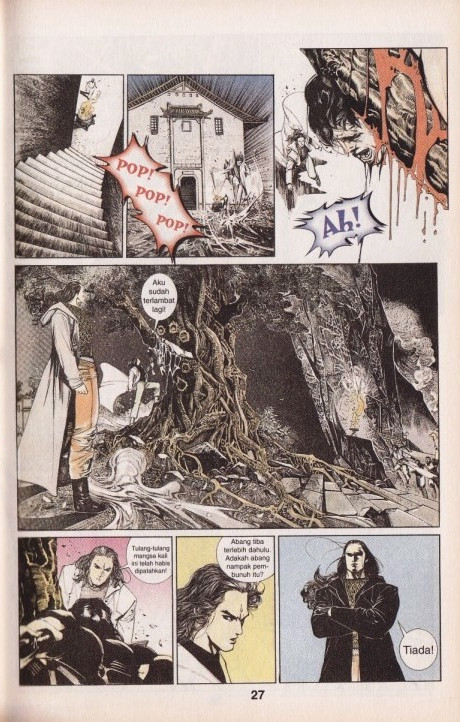 POP!
POP!
POP!
Ah!
Aku
sudah
terlambat
lagi!
Tulang-tulang
mangsa kali
ini telah habis
dipatahkan!
Abang tiba
terlebih dahulu.
Adakah abang
nampak pem-
bunuh itu?
Tiada!
27